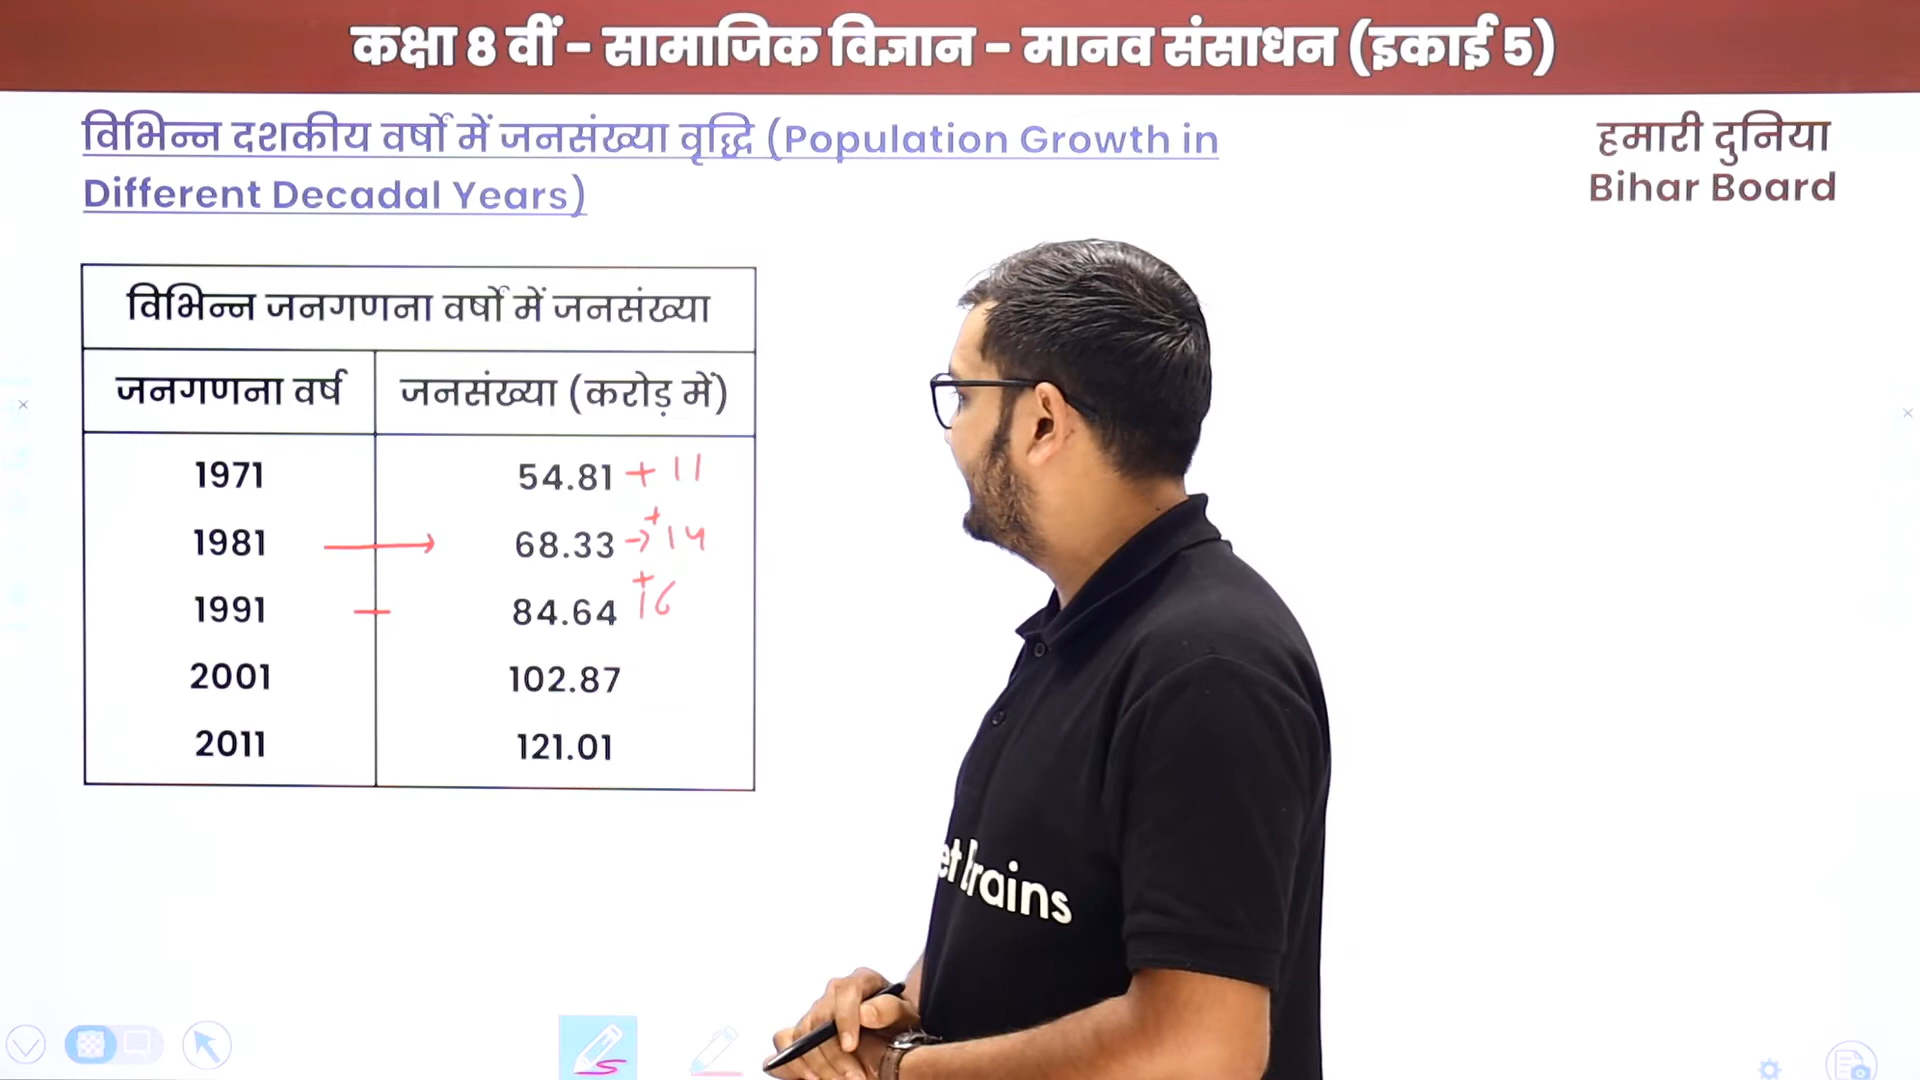 कक्षा 8 वीं - सामाजिक विज्ञान - मानव संसाधन (इकाई 5)
विभिन्न दशकीय वर्षों में जनसंख्या वृद्धि (Population Growth in
Different Decadal Years)
हमारी दुनिया
Bihar Board
विभिन्न जनगणना वर्षों में जनसंख्या
जनगणना वर्ष जनसंख्या (करोड़ में)
1971 54.81 + 11
1981 → 68.33 → +14
1991 84.64 +16
2001 102.87
2011 121.01
et Brains